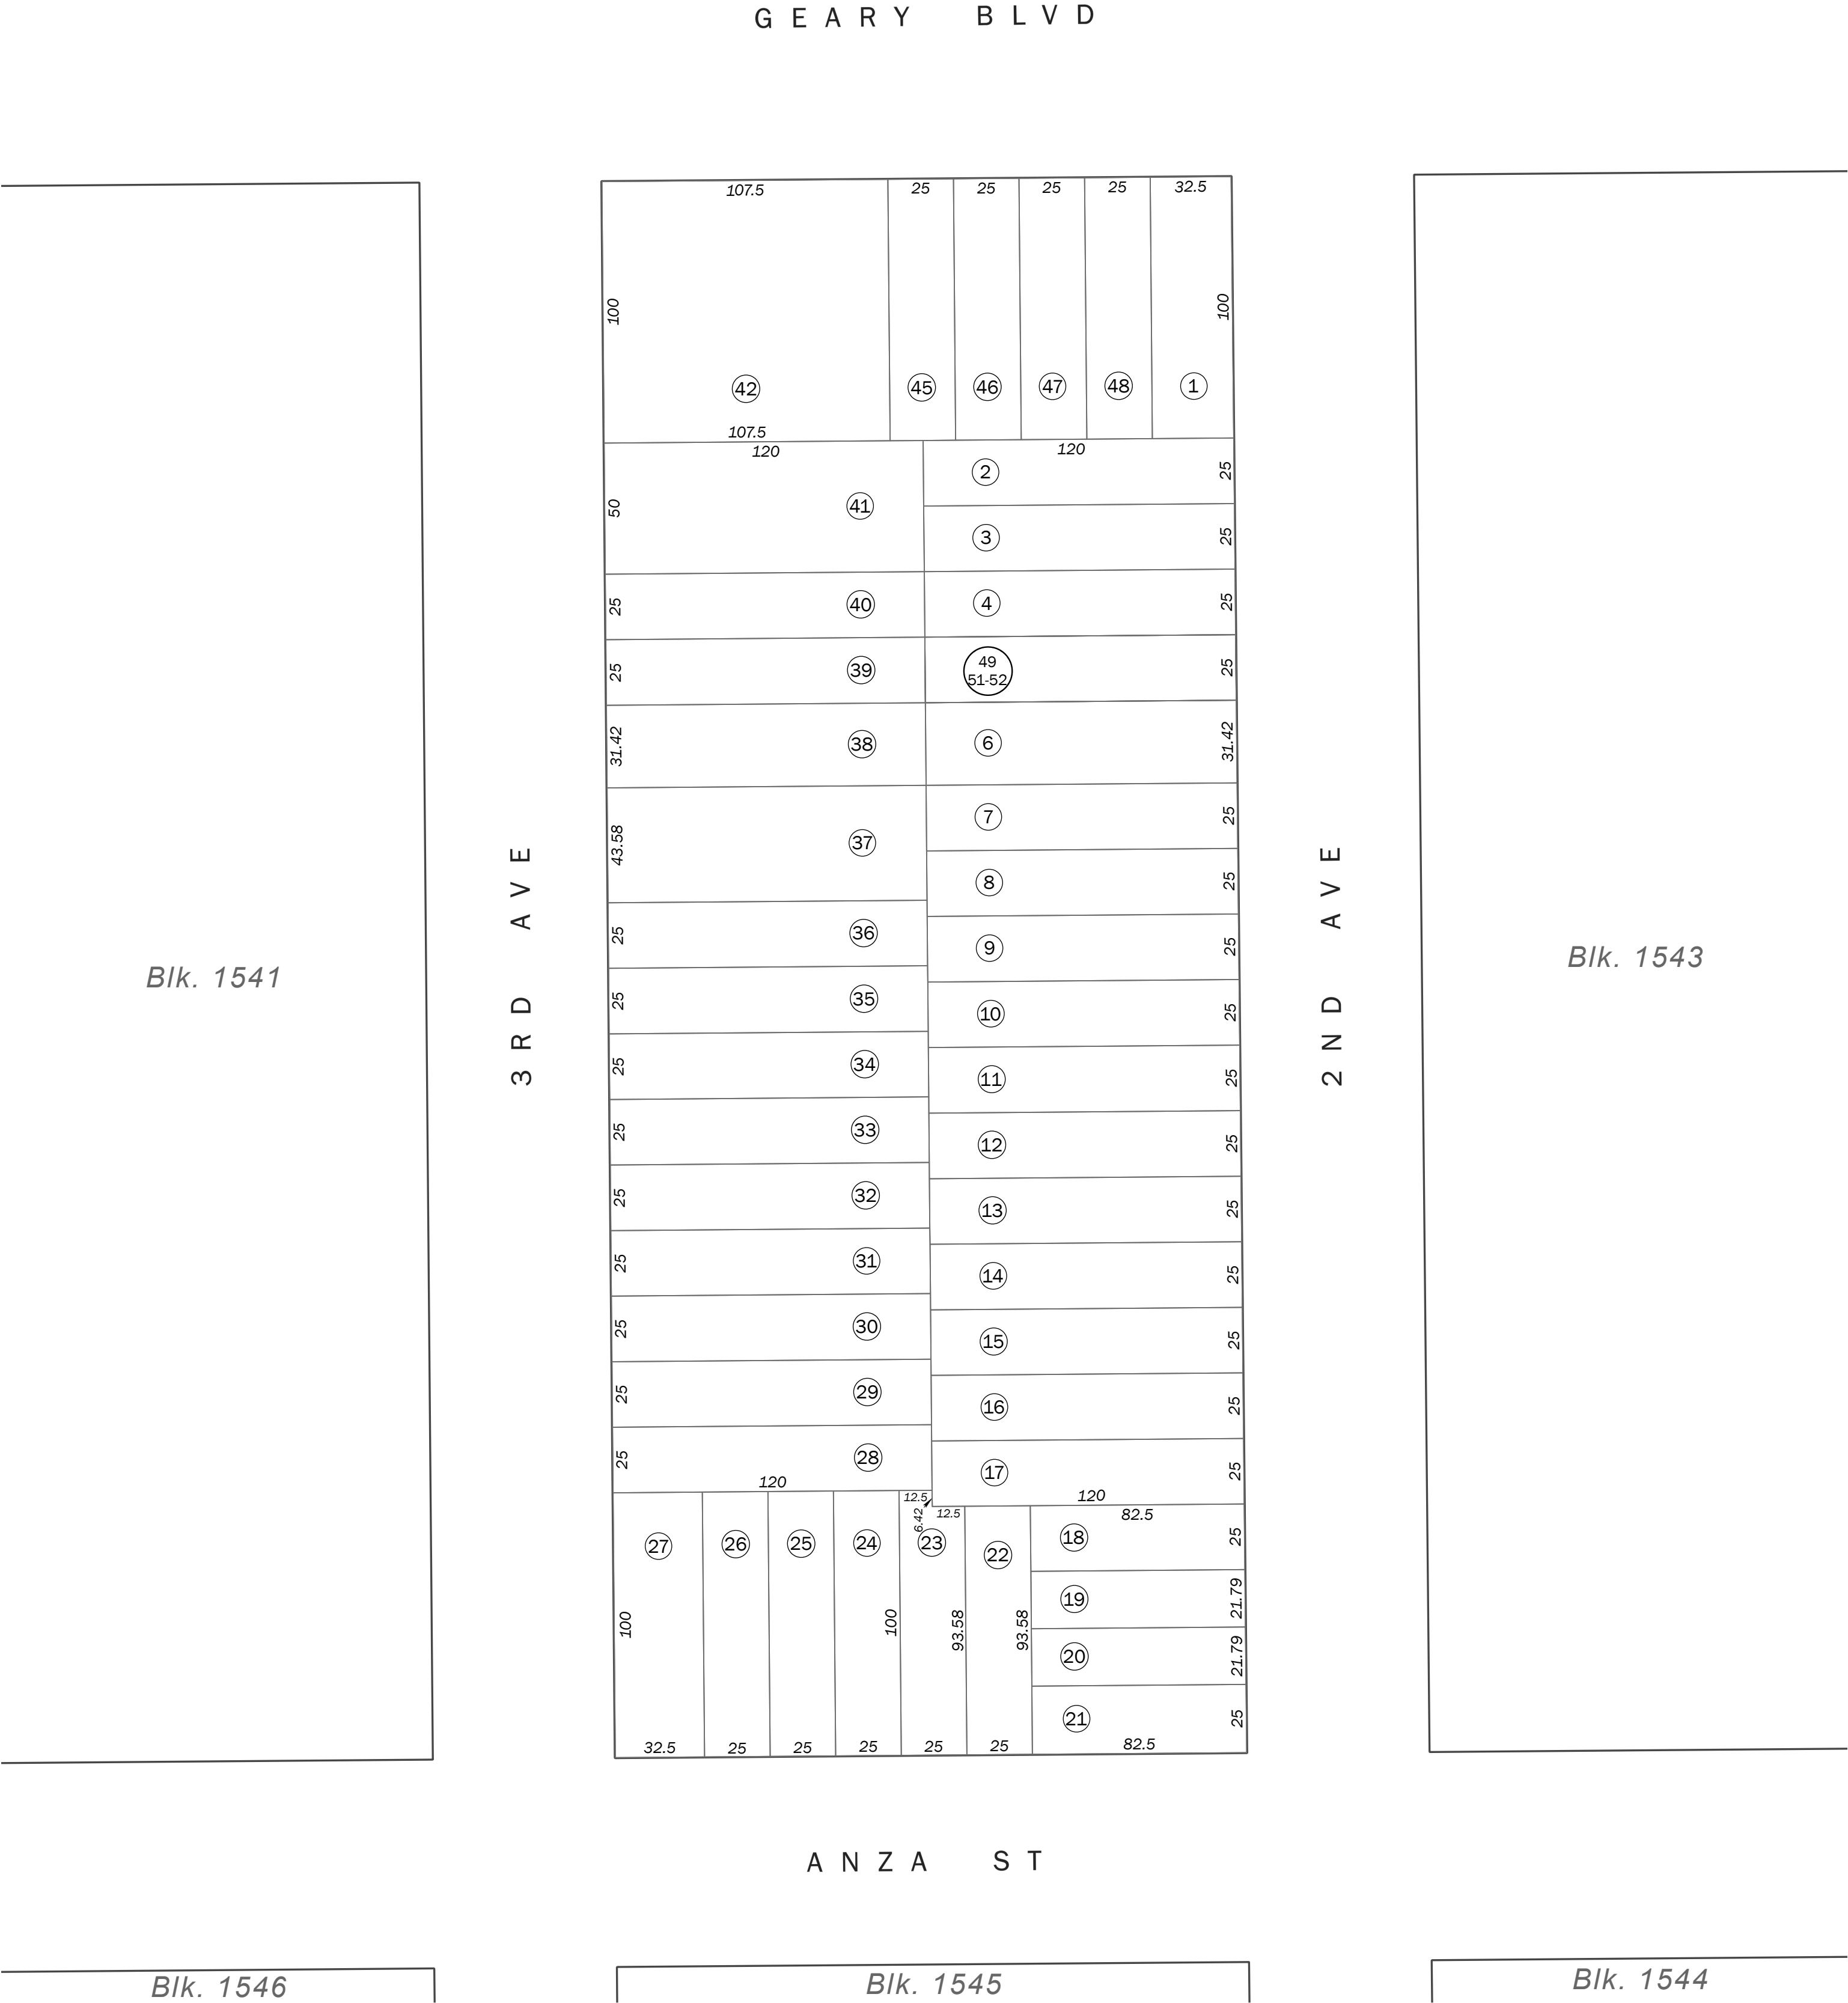 GEARY BLVD
107.5 25 25 25 25 32.5
100 100
42 45 46 47 48 1
107.5
120 120
2 25
50 41
3 25
25 40 4 25
25 39 49 25
51-52
31.42 38 6 31.42
7 25
43.58 37
8 25
25 36 9 25
25 35 10 25
25 34 11 25
25 33 12 25
25 32 13 25
25 31 14 25
25 30 15 25
25 29 16 25
25 28 17 25
120 12.5 120
6.42 12.5 82.5
27 26 25 24 23 22 18 25
19 21.79
100 100 93.58 93.58
20 21.79
21 25
32.5 25 25 25 25 25 82.5
3RD AVE
2ND AVE
Blk. 1541
Blk. 1543
ANZA ST
Blk. 1546
Blk. 1545
Blk. 1544